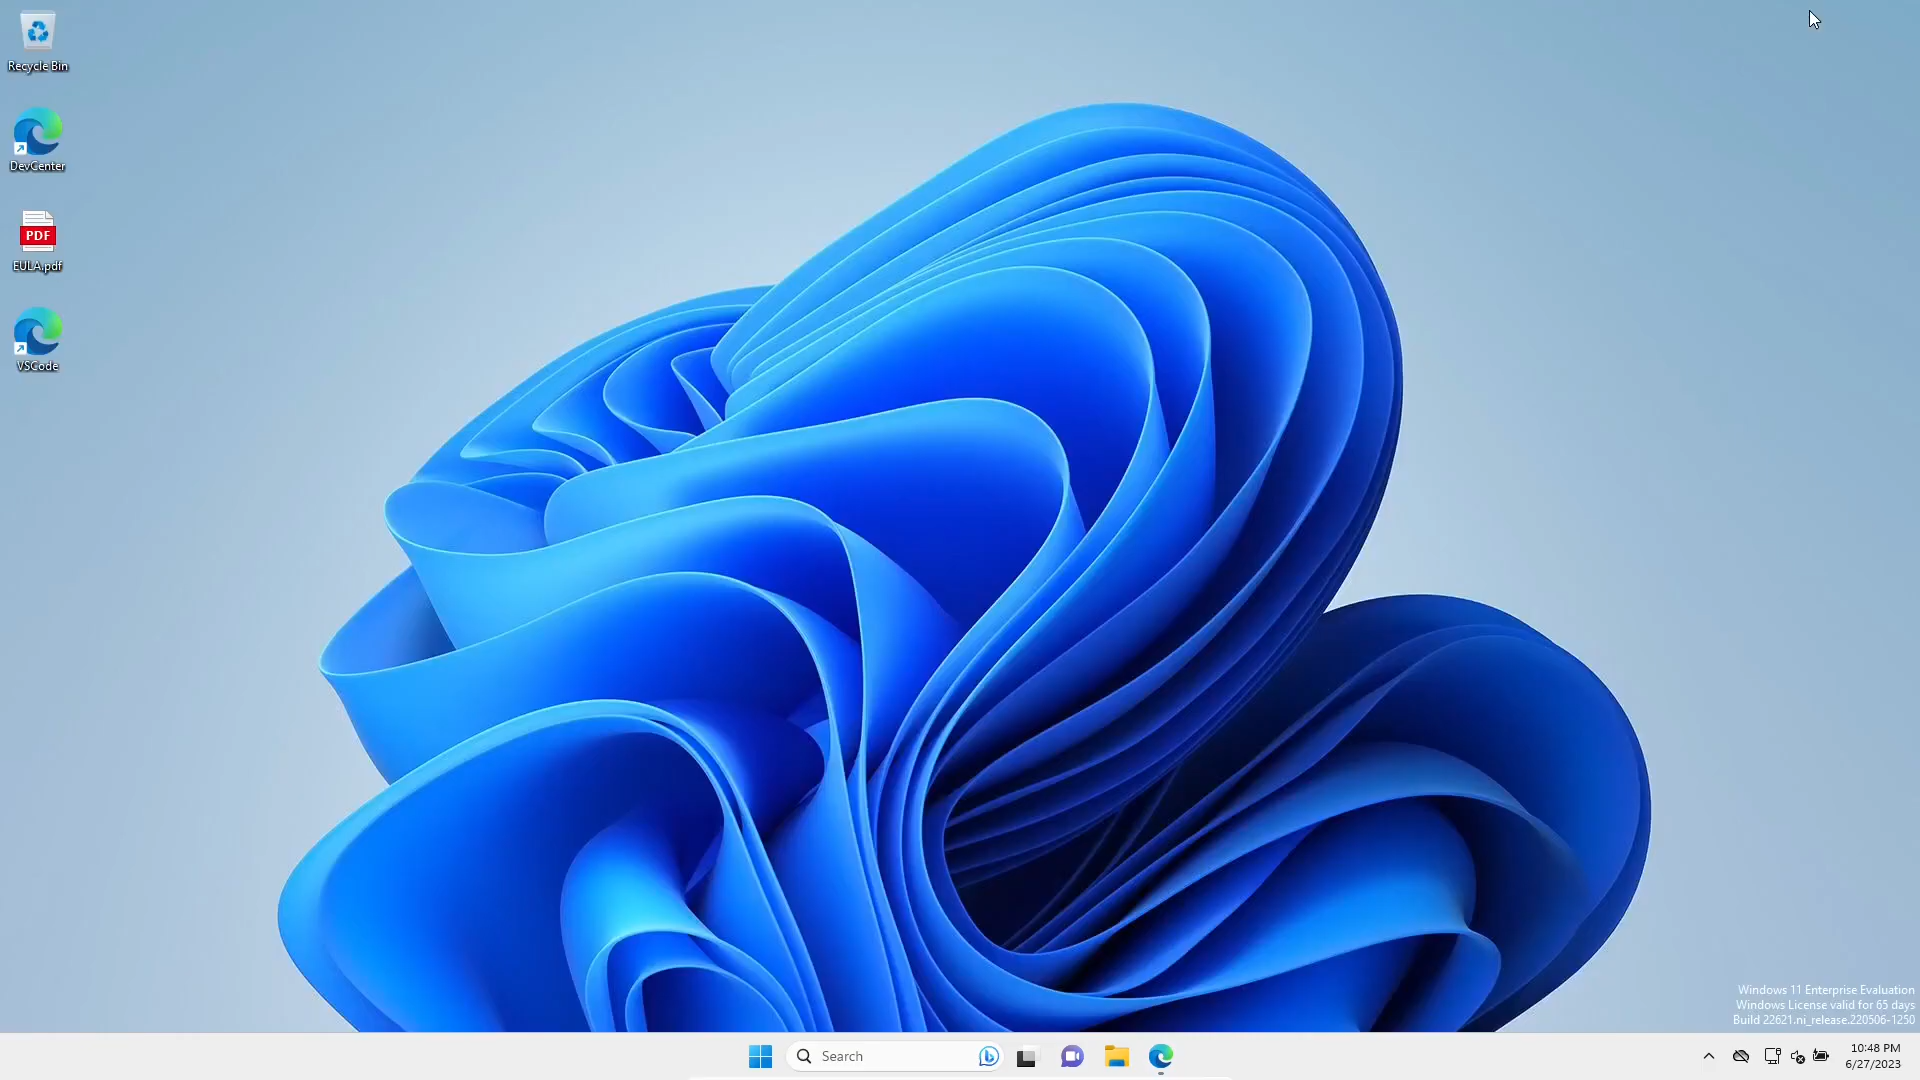 Recycle Bin
DevCenter
PDF
EULA.pdf
VSCode
Windows 11 Enterprise Evaluation
Windows License valid for 65 days
Build 22621.ni_release.220506-1250
Search
10:48 PM
6/27/2023